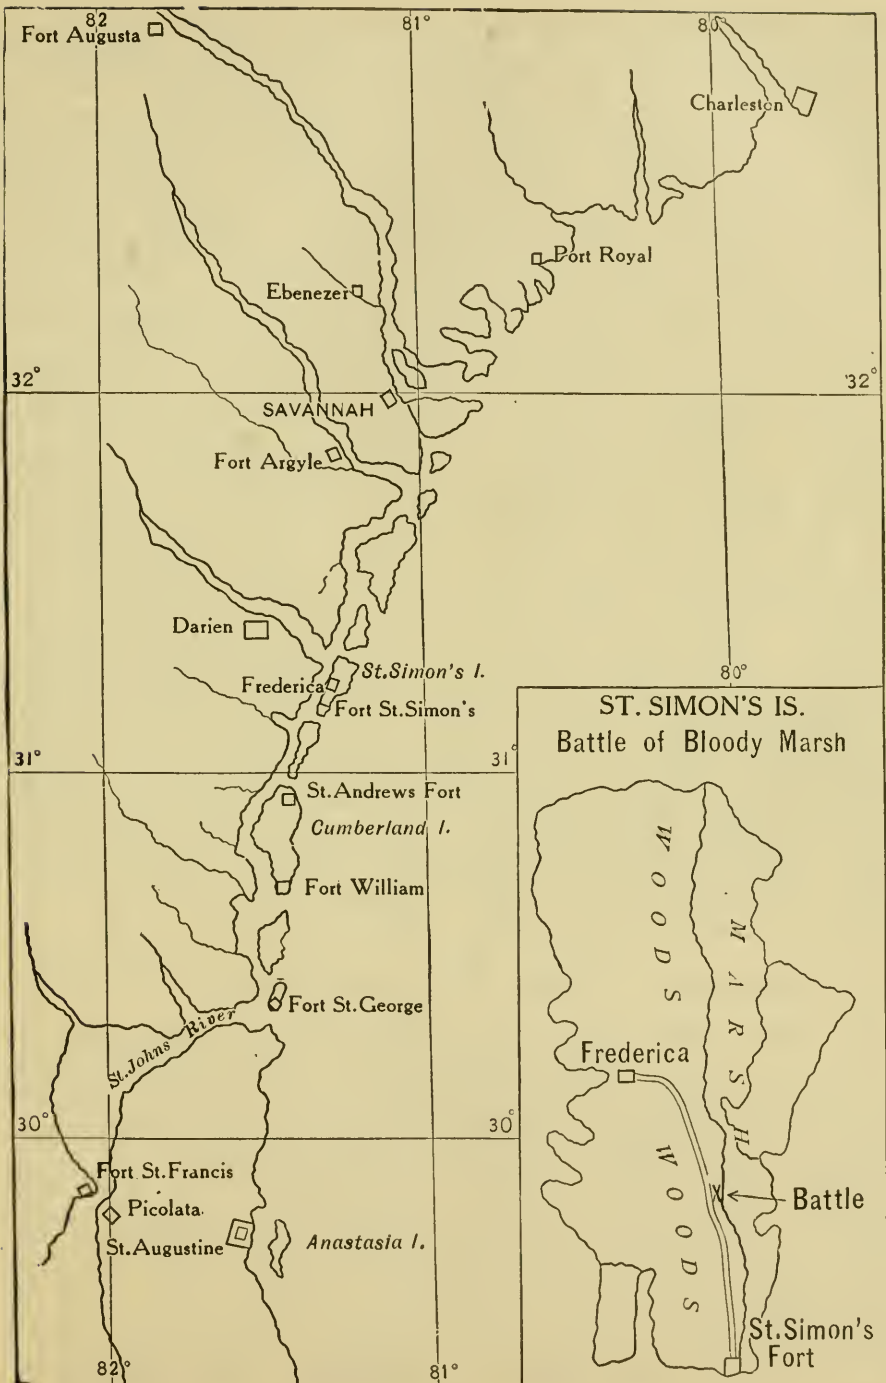 82
81°
80°
Fort Augusta
Charleston
Port Royal
Ebenezer
32°
32°
SAVANNAH
Fort Argyle
Darien
St.Simon's I.
Frederica
Fort St.Simon's
31°
31°
St.Andrews Fort
Cumberland I.
Fort William
Fort St.George
St.Johns River
30°
30°
Fort St.Francis
Picolata.
St.Augustine
Anastasia I.
82°
81°
80°
ST. SIMON'S IS.
Battle of Bloody Marsh
WOODS
MARSH
Frederica
WOODS
Battle
St.Simon's
Fort